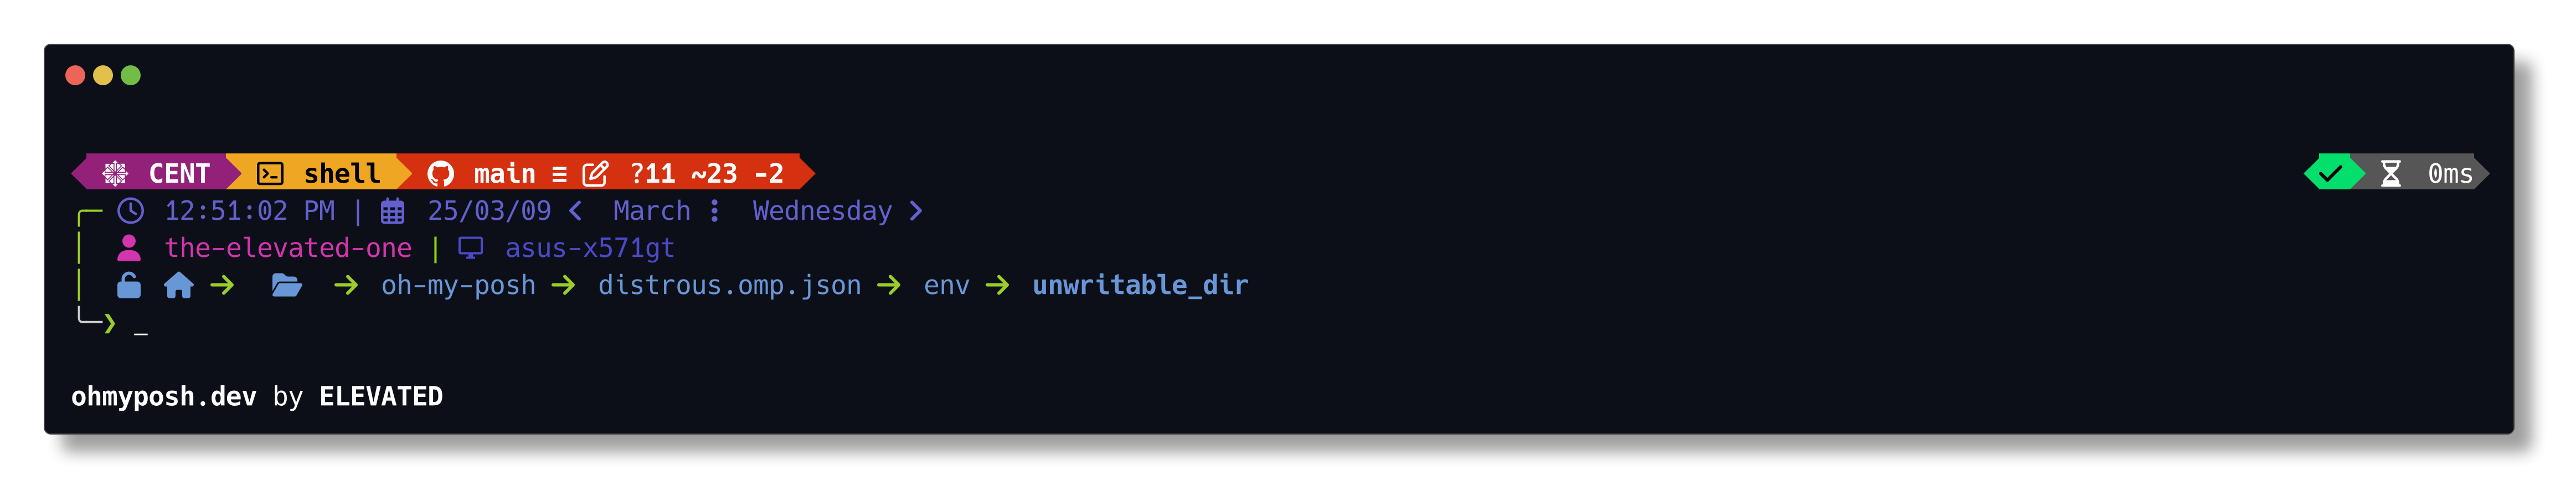 CENT shell main ≡ ?11 ~23 -2 0ms
12:51:02 PM | 25/03/09 < March ⋮ Wednesday >
the-elevated-one | asus-x571gt
→ → oh-my-posh → distrous.omp.json → env → unwritable_dir
❯ _
ohmyposh.dev by ELEVATED